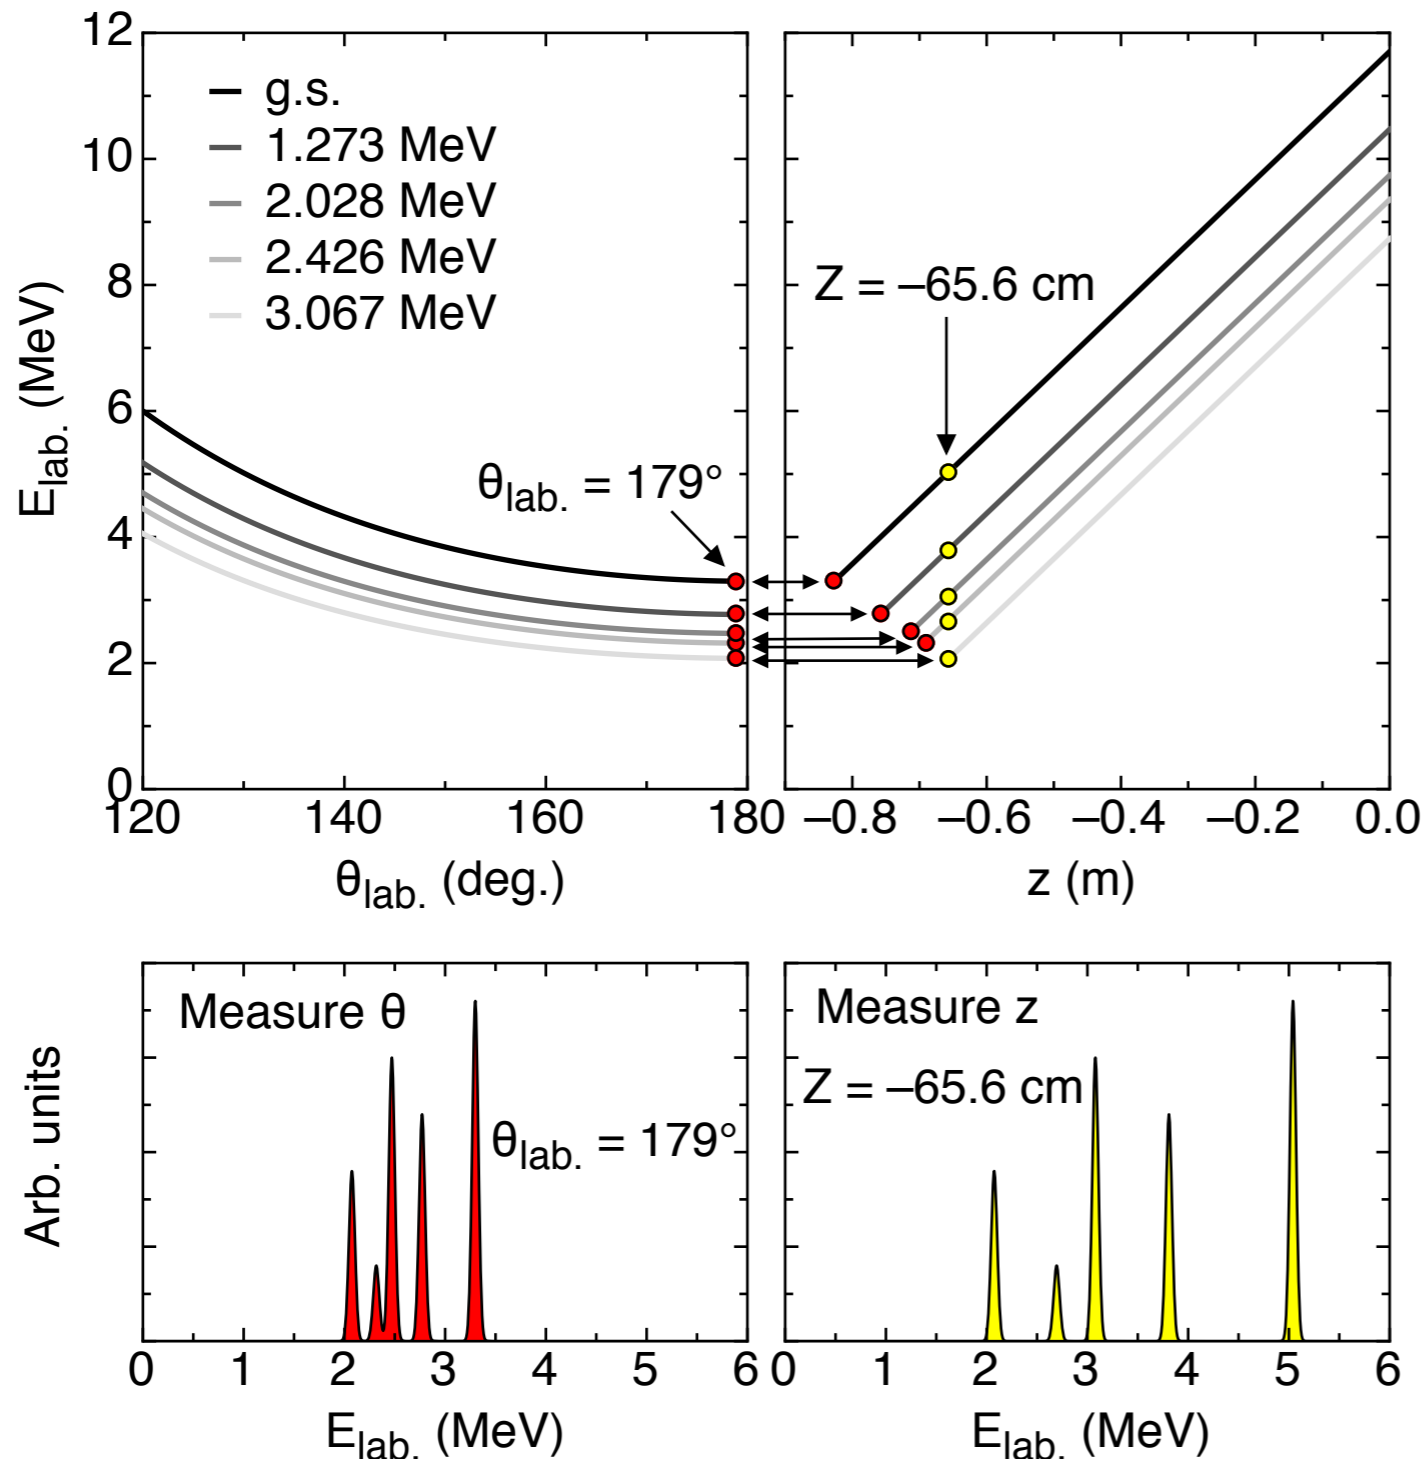 12
10
8
6
4
2
0
E_lab. (MeV)
g.s.
1.273 MeV
2.028 MeV
2.426 MeV
3.067 MeV
θ_lab. = 179°
120 140 160 180
θ_lab. (deg.)
Z = –65.6 cm
–0.8 –0.6 –0.4 –0.2 0.0
z (m)
Arb. units
Measure θ
θ_lab. = 179°
0 1 2 3 4 5 6
E_lab. (MeV)
Measure z
Z = –65.6 cm
0 1 2 3 4 5 6
E_lab. (MeV)